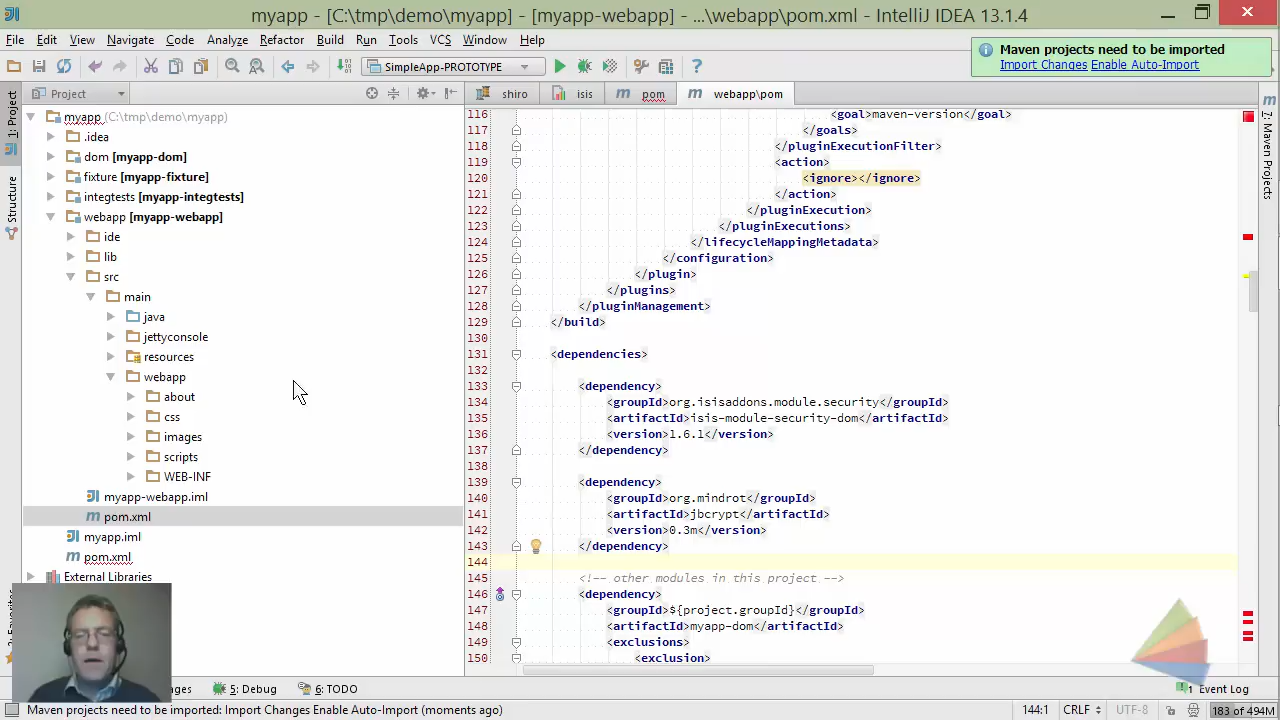 myapp - [C:\tmp\demo\myapp] - [myapp-webapp] - ...\webapp\pom.xml - IntelliJ IDEA 13.1.4
File Edit View Navigate Code Analyze Refactor Build Run Tools VCS Window Help
Maven projects need to be imported
Import Changes Enable Auto-Import
SimpleApp-PROTOTYPE
Project
shiro isis pom webapp\pom
1: Project
Structure
7: Maven Projects
myapp (C:\tmp\demo\myapp)
.idea
dom [myapp-dom]
fixture [myapp-fixture]
integtests [myapp-integtests]
webapp [myapp-webapp]
ide
lib
src
main
java
jettyconsole
resources
webapp
about
css
images
scripts
WEB-INF
myapp-webapp.iml
pom.xml
myapp.iml
pom.xml
External Libraries
116 <goal>maven-version</goal>
117 </goals>
118 </pluginExecutionFilter>
119 <action>
120 <ignore></ignore>
121 </action>
122 </pluginExecution>
123 </pluginExecutions>
124 </lifecycleMappingMetadata>
125 </configuration>
126 </plugin>
127 </plugins>
128 </pluginManagement>
129 </build>
130
131 <dependencies>
132
133 <dependency>
134 <groupId>org.isisaddons.module.security</groupId>
135 <artifactId>isis-module-security-dom</artifactId>
136 <version>1.6.1</version>
137 </dependency>
138
139 <dependency>
140 <groupId>org.mindrot</groupId>
141 <artifactId>jbcrypt</artifactId>
142 <version>0.3m</version>
143 </dependency>
144
145 <!-- other modules in this project -->
146 <dependency>
147 <groupId>${project.groupId}</groupId>
148 <artifactId>myapp-dom</artifactId>
149 <exclusions>
150 <exclusion>
5: Debug 6: TODO Event Log
Maven projects need to be imported: Import Changes Enable Auto-Import (moments ago) 144:1 CRLF UTF-8 183 of 494M